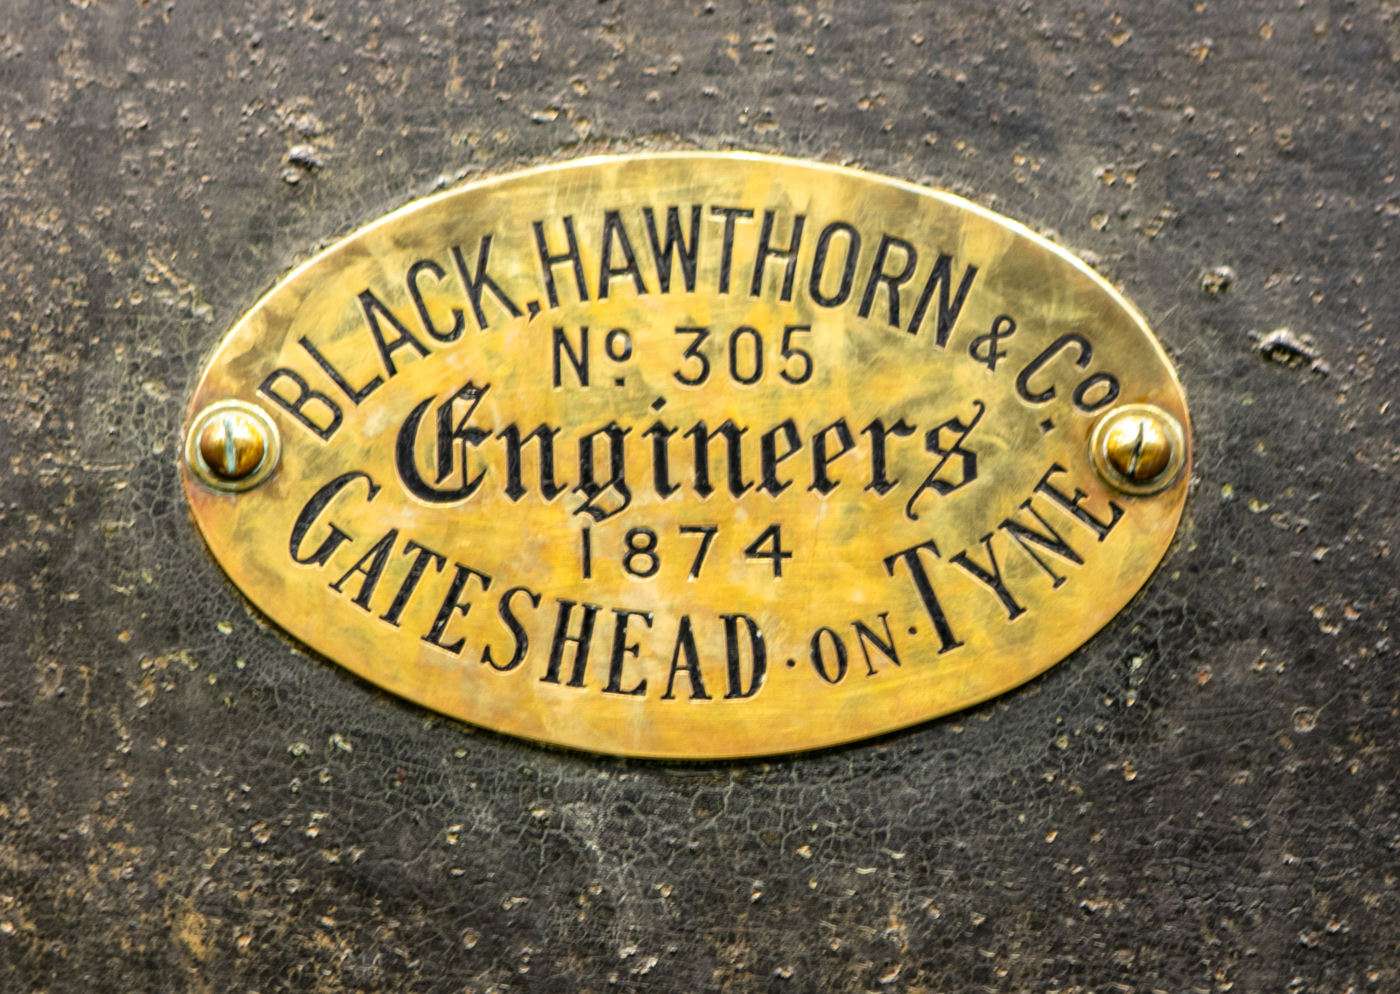 BLACK, HAWTHORN & Co.
No. 305
Engineers
1874
GATESHEAD · ON · TYNE